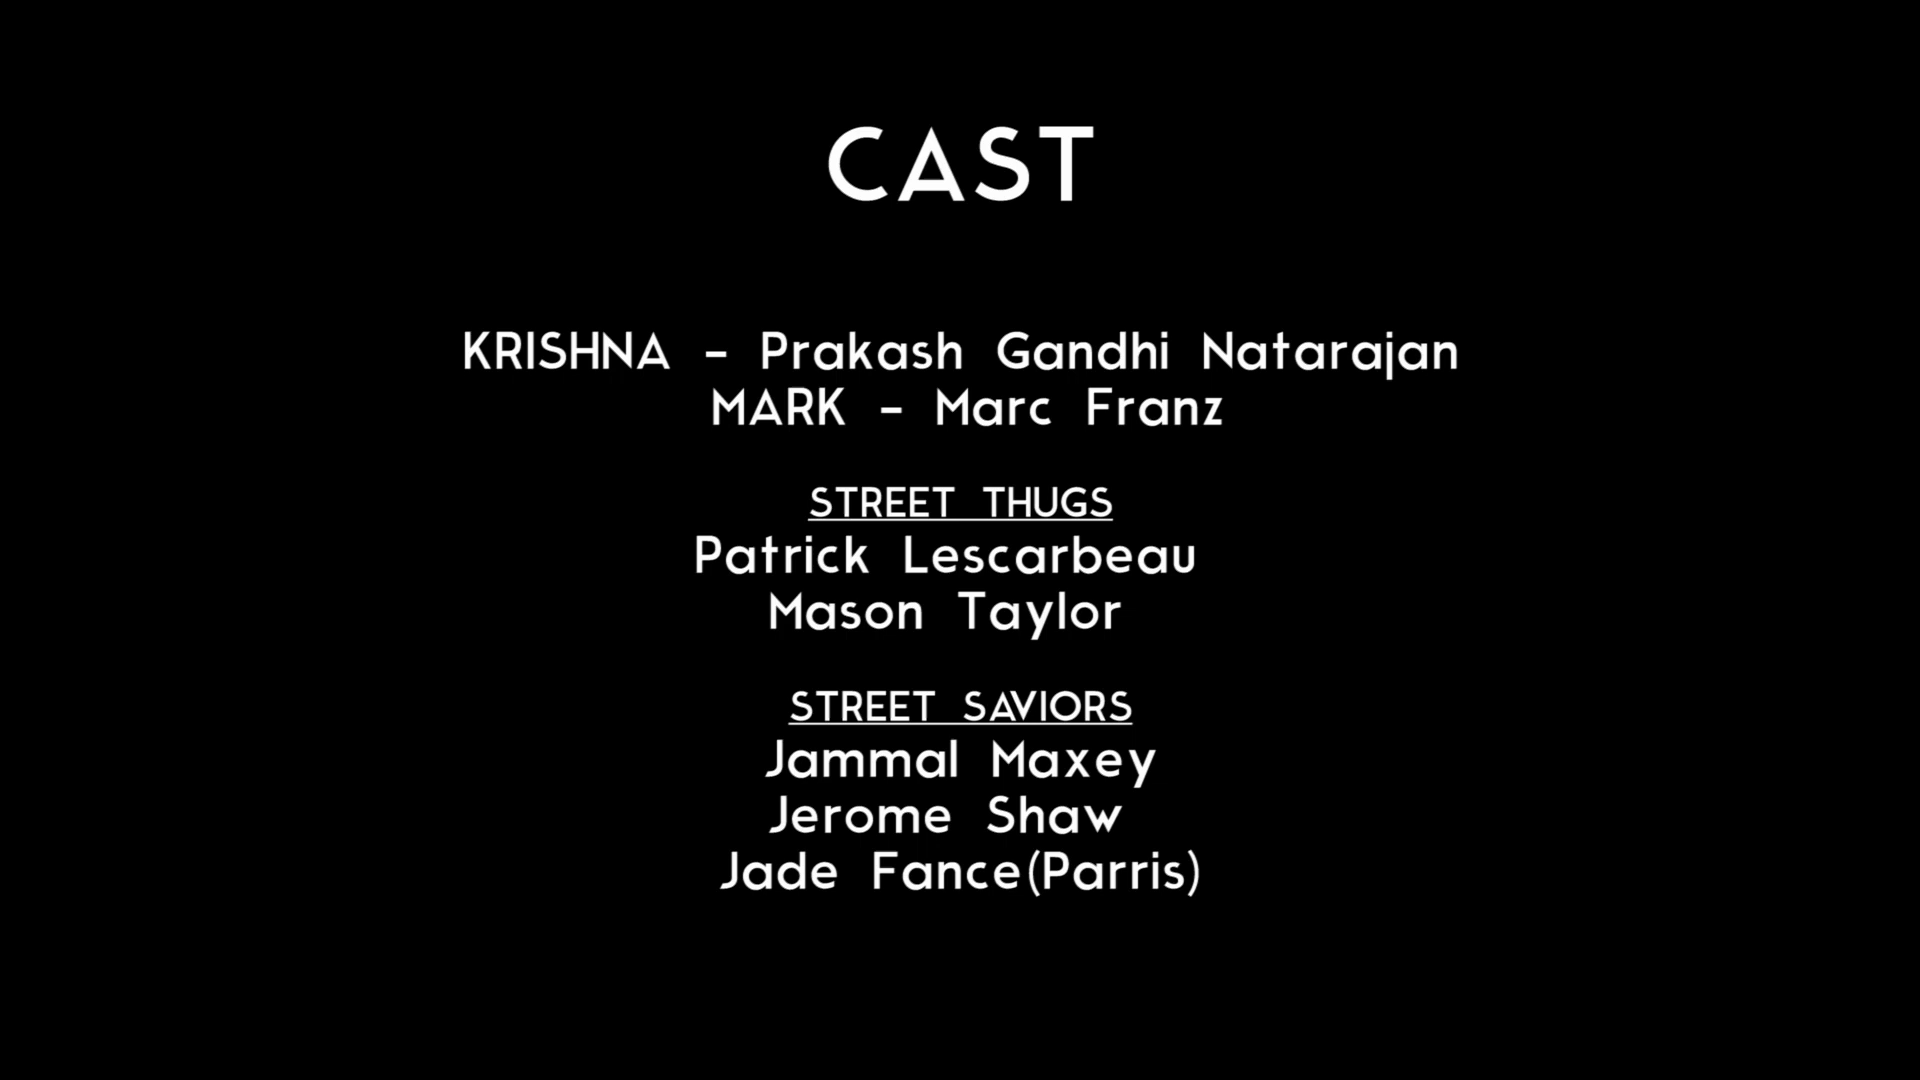 CAST
KRISHNA - Prakash Gandhi Natarajan
MARK - Marc Franz
STREET THUGS
Patrick Lescarbeau
Mason Taylor
STREET SAVIORS
Jammal Maxey
Jerome Shaw
Jade Fance(Parris)